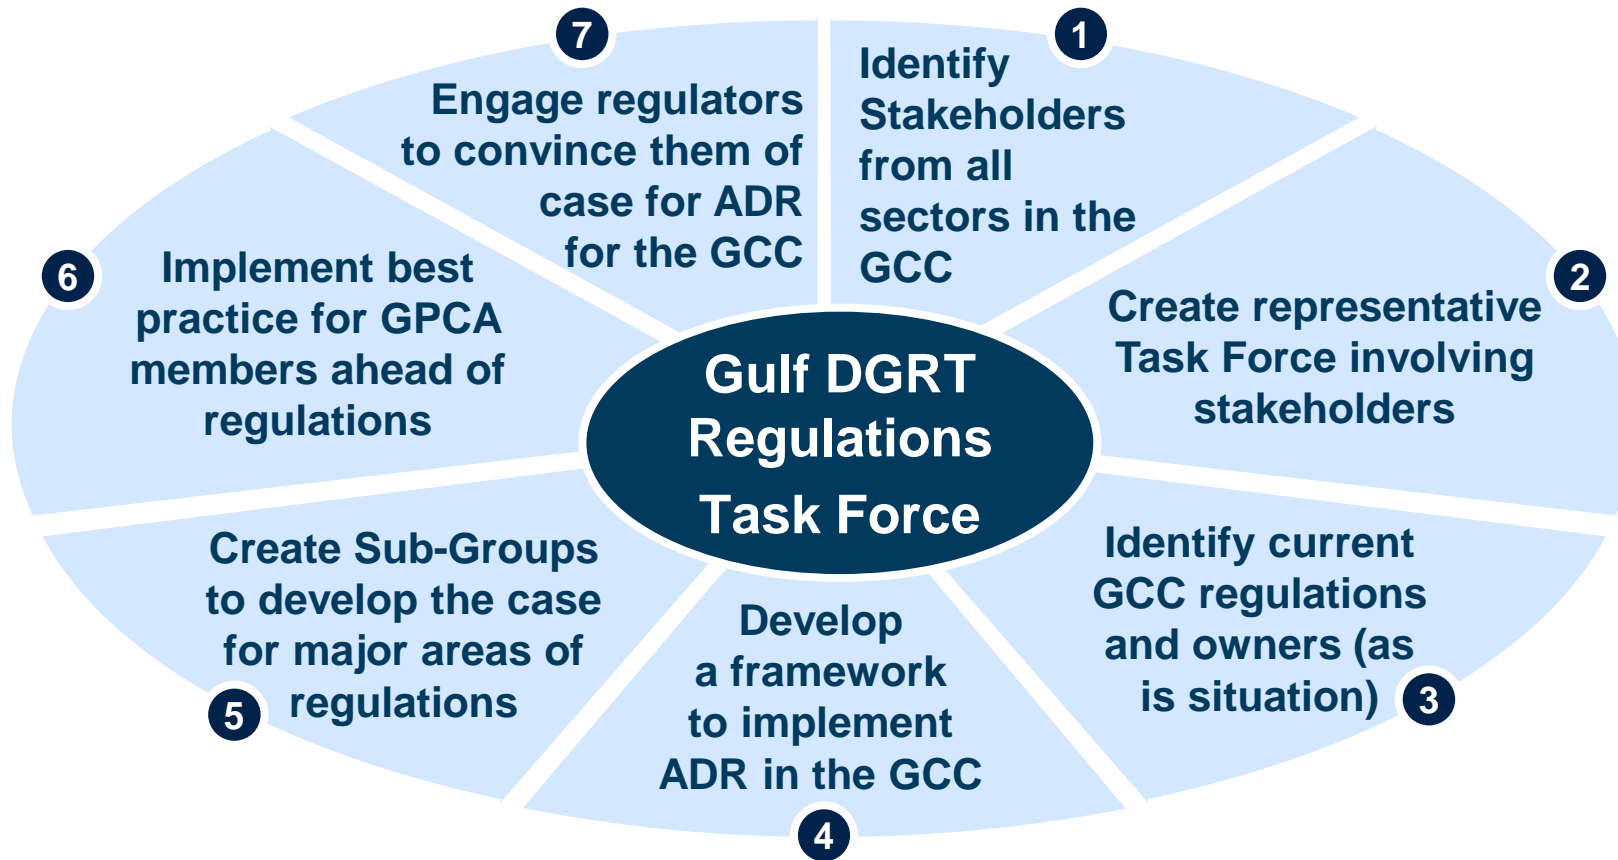 Gulf DGRT
Regulations
Task Force
1
Identify
Stakeholders
from all
sectors in the
GCC
2
Create representative
Task Force involving
stakeholders
3
Identify current
GCC regulations
and owners (as
is situation)
4
Develop
a framework
to implement
ADR in the GCC
5
Create Sub-Groups
to develop the case
for major areas of
regulations
6
Implement best
practice for GPCA
members ahead of
regulations
7
Engage regulators
to convince them of
case for ADR
for the GCC